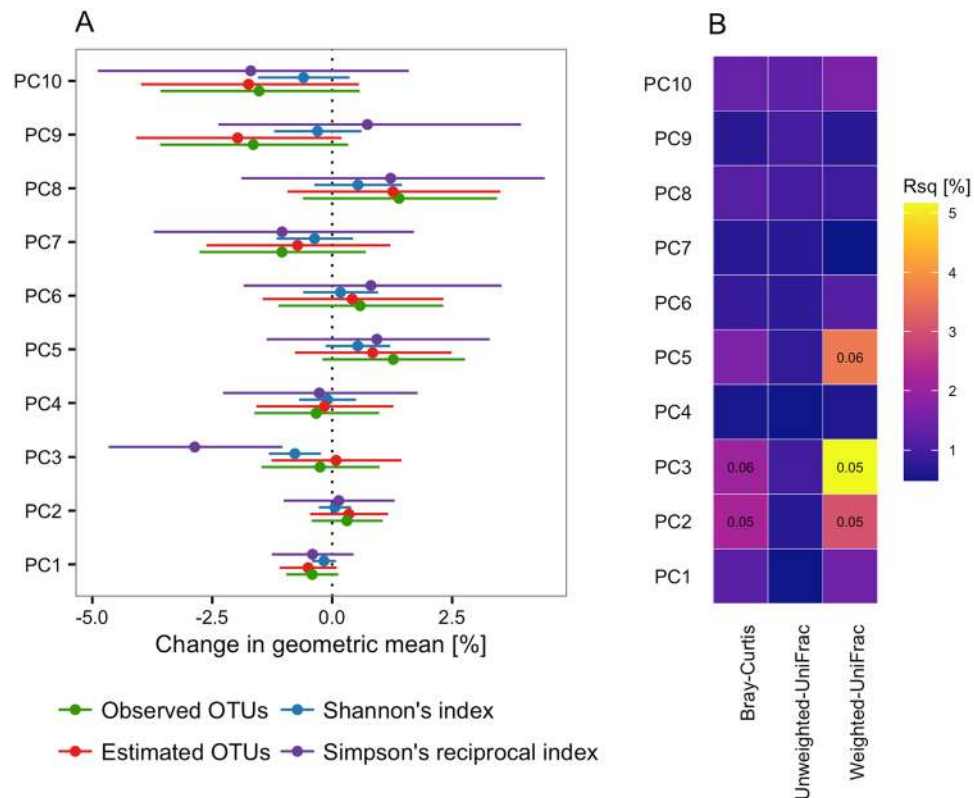 A
PC10
PC9
PC8
PC7
PC6
PC5
PC4
PC3
PC2
PC1
-5.0 -2.5 0.0 2.5
Change in geometric mean [%]
Observed OTUs
Shannon's index
Estimated OTUs
Simpson's reciprocal index
B
PC10
PC9
PC8
PC7
PC6
PC5 0.06
PC4
PC3 0.06 0.05
PC2 0.05 0.05
PC1
Bray-Curtis
Unweighted-UniFrac
Weighted-UniFrac
Rsq [%]
5
4
3
2
1